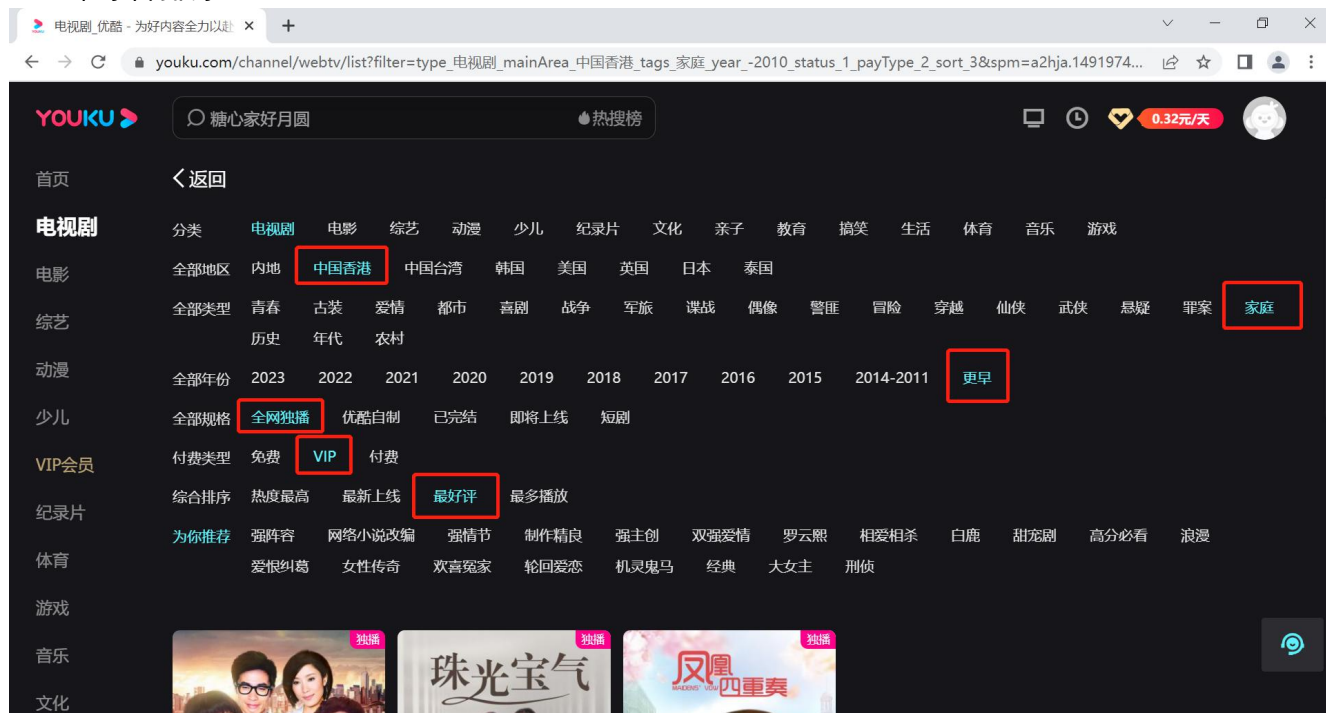 电视剧_优酷 - 为好内容全力以赴
youku.com/channel/webtv/list?filter=type_电视剧_mainArea_中国香港_tags_家庭_year_-2010_status_1_payType_2_sort_3&spm=a2hja.1491974...
YOUKU 糖心家好月圆 热搜榜 0.32元/天
首页 返回
电视剧 分类 电视剧 电影 综艺 动漫 少儿 纪录片 文化 亲子 教育 搞笑 生活 体育 音乐 游戏
电影 全部地区 内地 中国香港 中国台湾 韩国 美国 英国 日本 泰国
综艺 全部类型 青春 古装 爱情 都市 喜剧 战争 军旅 谍战 偶像 警匪 冒险 穿越 仙侠 武侠 悬疑 罪案 家庭
历史 年代 农村
动漫 全部年份 2023 2022 2021 2020 2019 2018 2017 2016 2015 2014-2011 更早
少儿 全部规格 全网独播 优酷自制 已完结 即将上线 短剧
VIP会员 付费类型 免费 VIP 付费
纪录片 综合排序 热度最高 最新上线 最好评 最多播放
为你推荐 强阵容 网络小说改编 强情节 制作精良 强主创 双强爱情 罗云熙 相爱相杀 白鹿 甜宠剧 高分必看 浪漫
体育 爱恨纠葛 女性传奇 欢喜冤家 轮回爱恋 机灵鬼马 经典 大女主 刑侦
游戏
音乐 独播 独播 独播
珠光宝气
凤凰四重奏
MAIDENS' VOW
文化